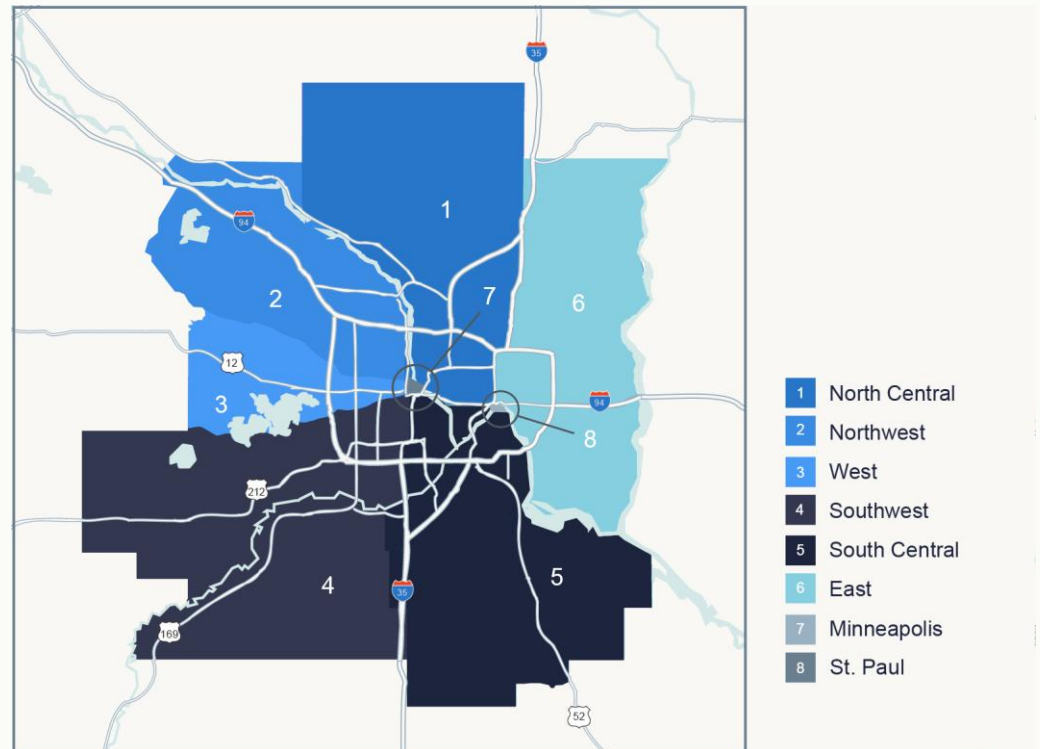 35
1
94
7
2
6
12
3
94
8
212
4
5
35
169
52
1 North Central
2 Northwest
3 West
4 Southwest
5 South Central
6 East
7 Minneapolis
8 St. Paul